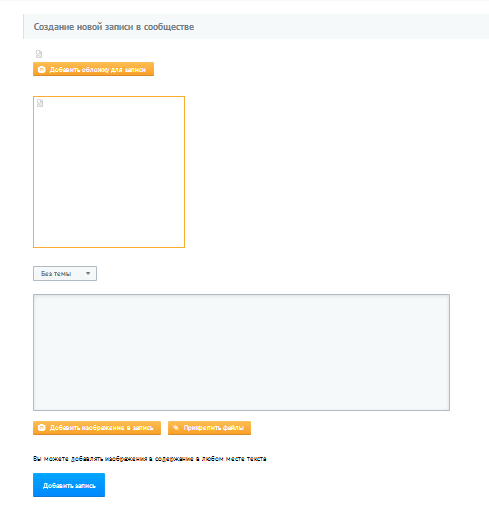 Создание новой записи в сообществе
Добавить обложку для записи
Без темы
Добавить изображение в запись
Прикрепить файлы
Вы можете добавлять изображения в содержание в любом месте текста
Добавить запись